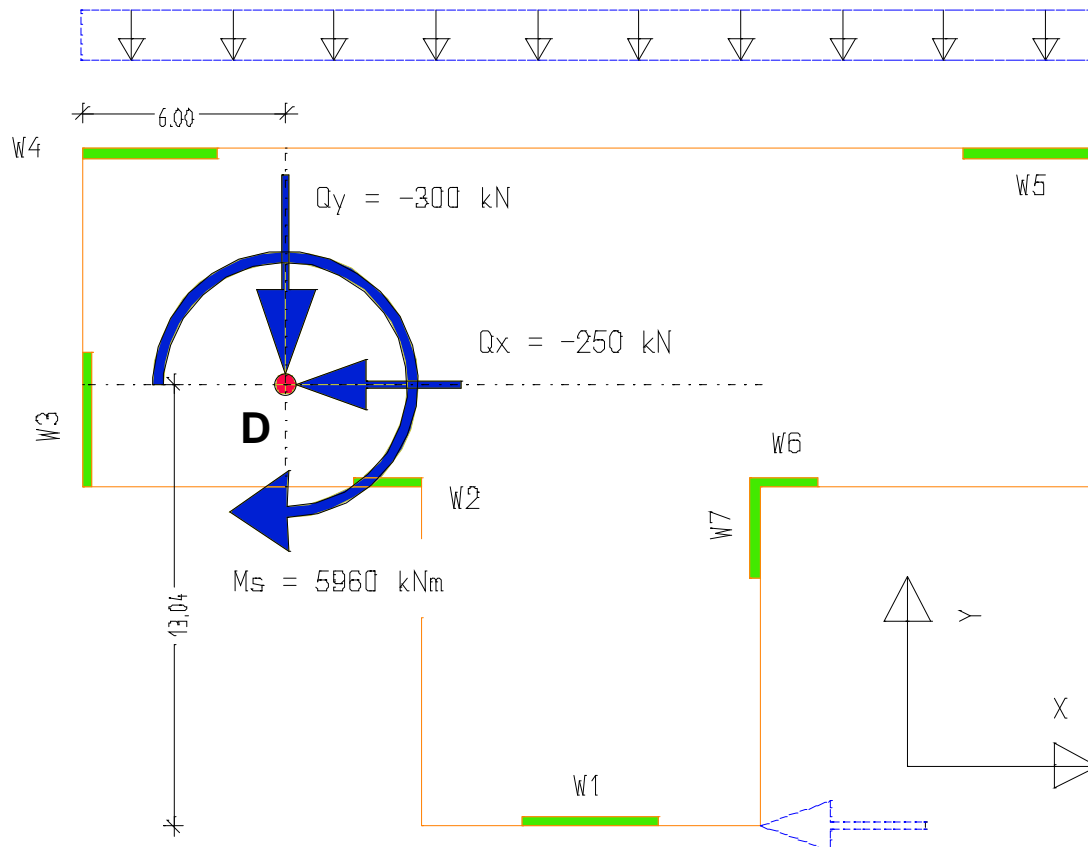 6.00
W4
W5
Qy = -300 kN
Qx = -250 kN
W3
D
W6
W2
W7
Ms = 5960 kNm
13.04
Y
X
W1